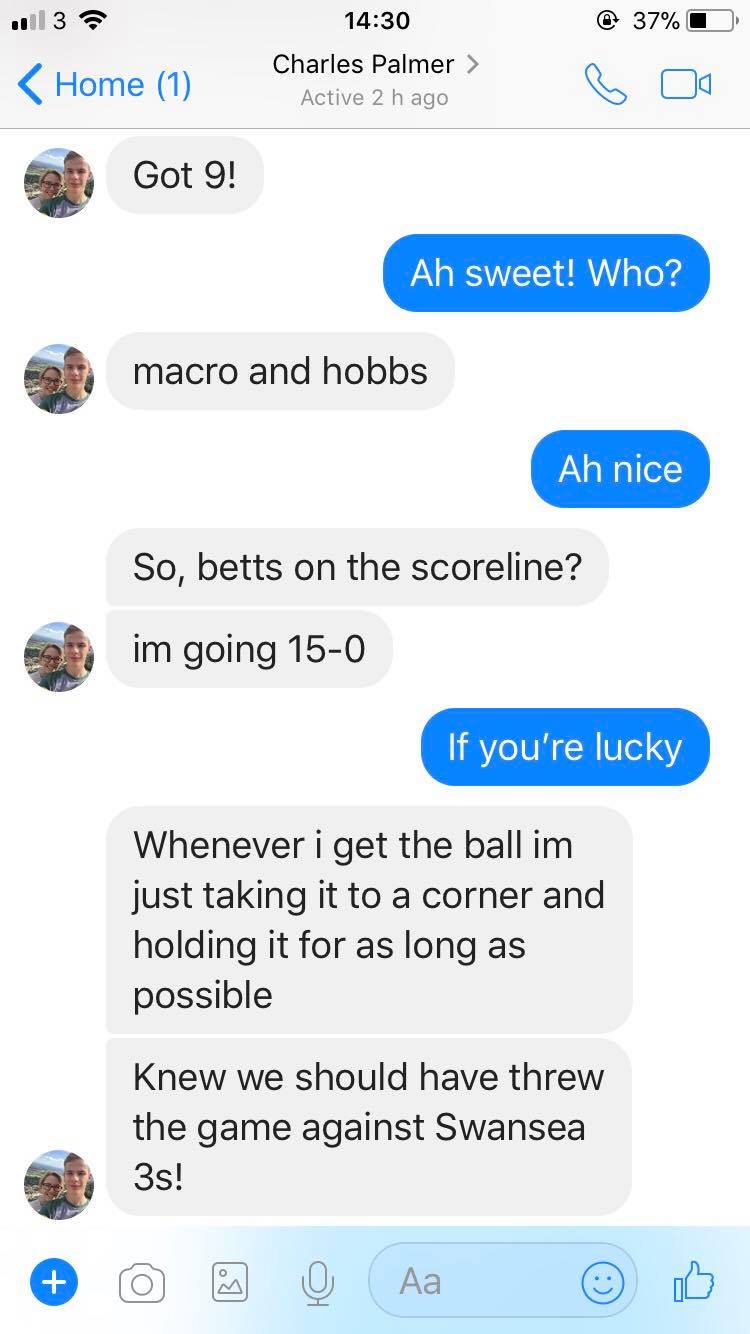 3 14:30 37%
Home (1) Charles Palmer
Active 2 h ago
Got 9!
Ah sweet! Who?
macro and hobbs
Ah nice
So, betts on the scoreline?
im going 15-0
If you’re lucky
Whenever i get the ball im
just taking it to a corner and
holding it for as long as
possible
Knew we should have threw
the game against Swansea
3s!
Aa